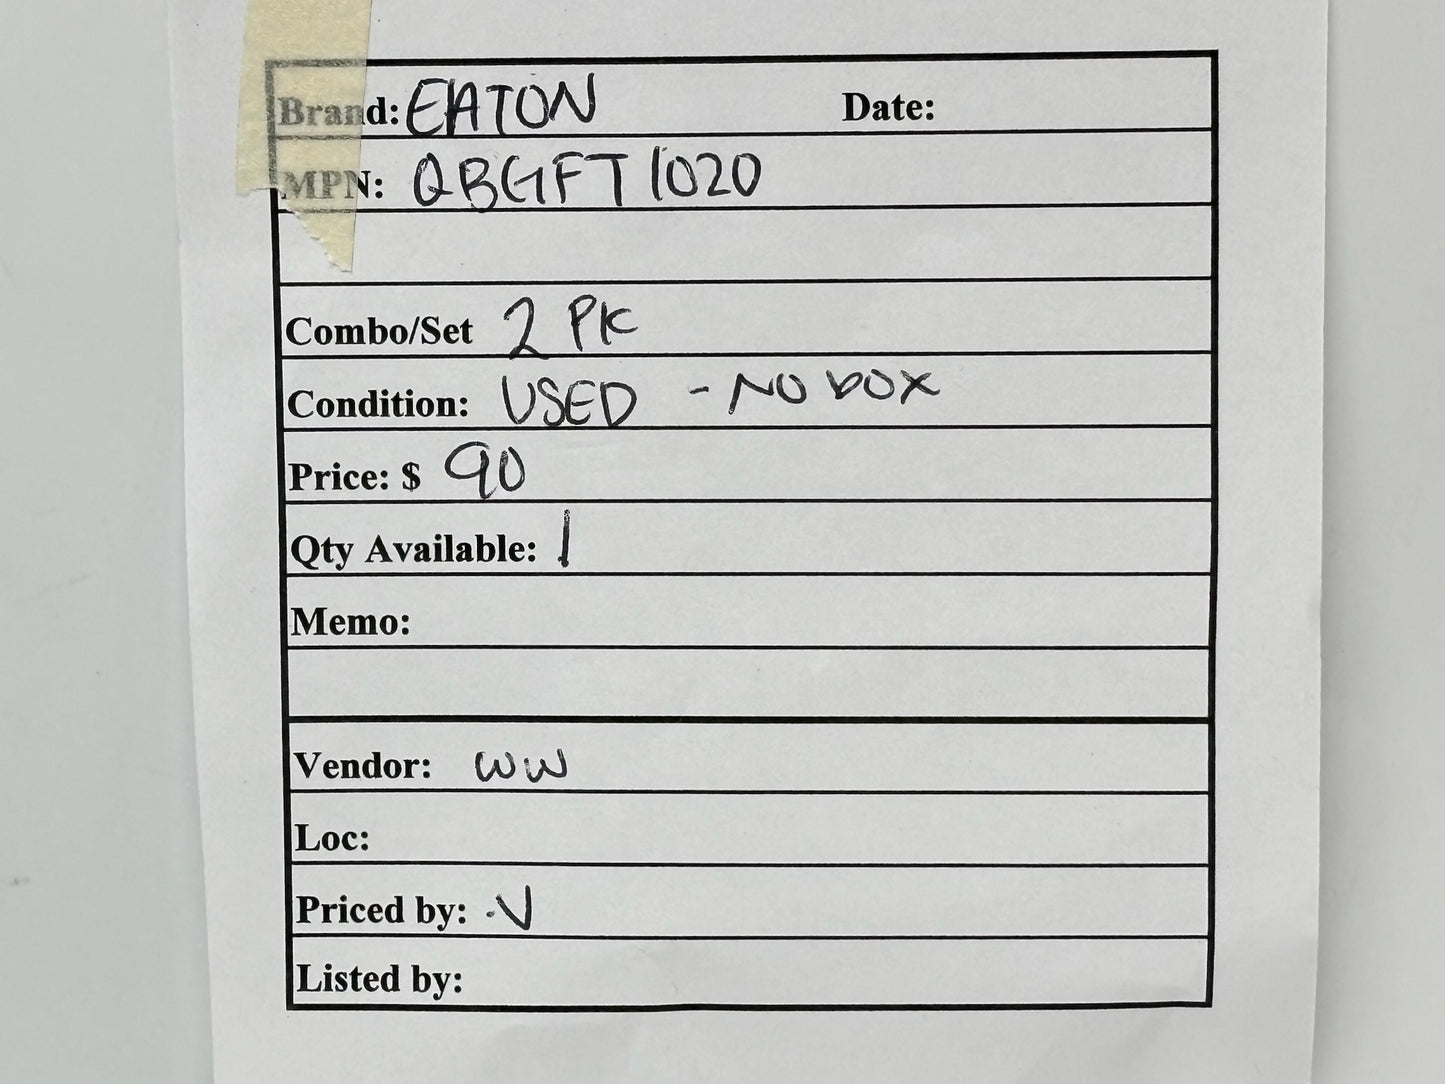 Brand: EATON Date:
MPN: QBGFT1020
Combo/Set 2 PK
Condition: USED - NO BOX
Price: $ 90
Qty Available: 1
Memo:
Vendor: WW
Loc:
Priced by: V
Listed by: